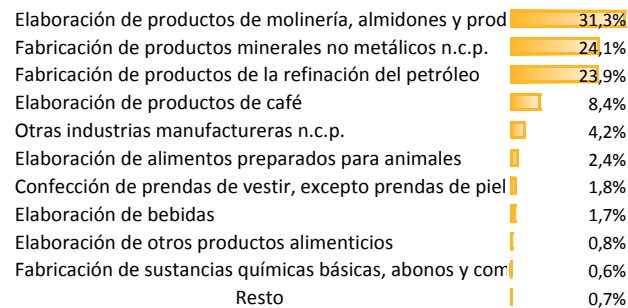 Elaboración de productos de molinería, almidones y prod 31,3%
Fabricación de productos minerales no metálicos n.c.p. 24,1%
Fabricación de productos de la refinación del petróleo 23,9%
Elaboración de productos de café 8,4%
Otras industrias manufactureras n.c.p. 4,2%
Elaboración de alimentos preparados para animales 2,4%
Confección de prendas de vestir, excepto prendas de piel 1,8%
Elaboración de bebidas 1,7%
Elaboración de otros productos alimenticios 0,8%
Fabricación de sustancias químicas básicas, abonos y com 0,6%
Resto 0,7%